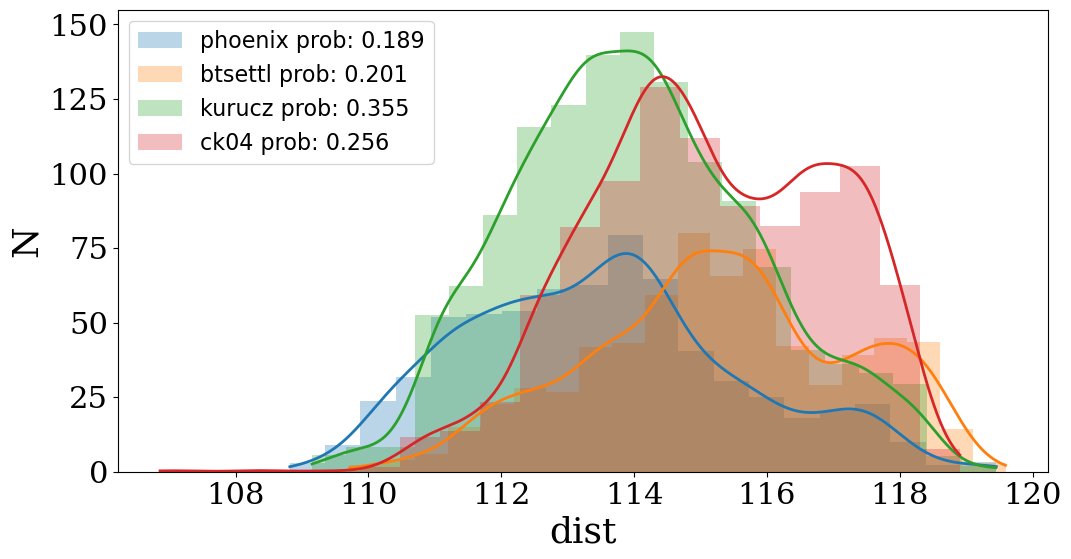 phoenix prob: 0.189
btsettl prob: 0.201
kurucz prob: 0.355
ck04 prob: 0.256
150
125
100
75
50
25
0
N
108 110 112 114 116 118 120
dist